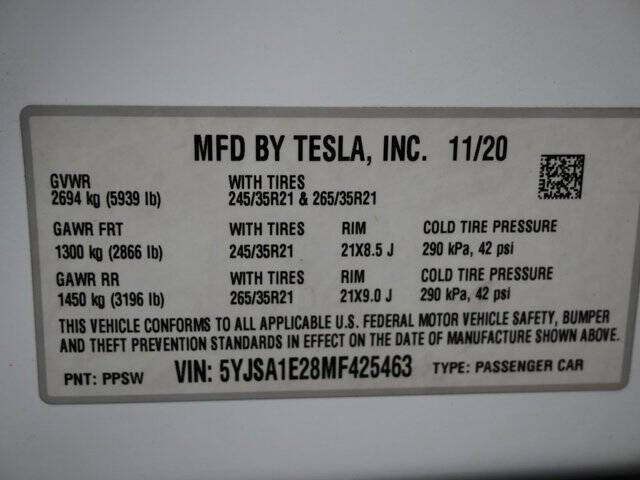 MFD BY TESLA, INC. 11/20
GVWR WITH TIRES
2694 kg (5939 lb) 245/35R21 & 265/35R21
GAWR FRT WITH TIRES RIM COLD TIRE PRESSURE
1300 kg (2866 lb) 245/35R21 21X8.5 J 290 kPa, 42 psi
GAWR RR WITH TIRES RIM COLD TIRE PRESSURE
1450 kg (3196 lb) 265/35R21 21X9.0 J 290 kPa, 42 psi
THIS VEHICLE CONFORMS TO ALL APPLICABLE U.S. FEDERAL MOTOR VEHICLE SAFETY, BUMPER
AND THEFT PREVENTION STANDARDS IN EFFECT ON THE DATE OF MANUFACTURE SHOWN ABOVE.
PNT: PPSW VIN: 5YJSA1E28MF425463 TYPE: PASSENGER CAR